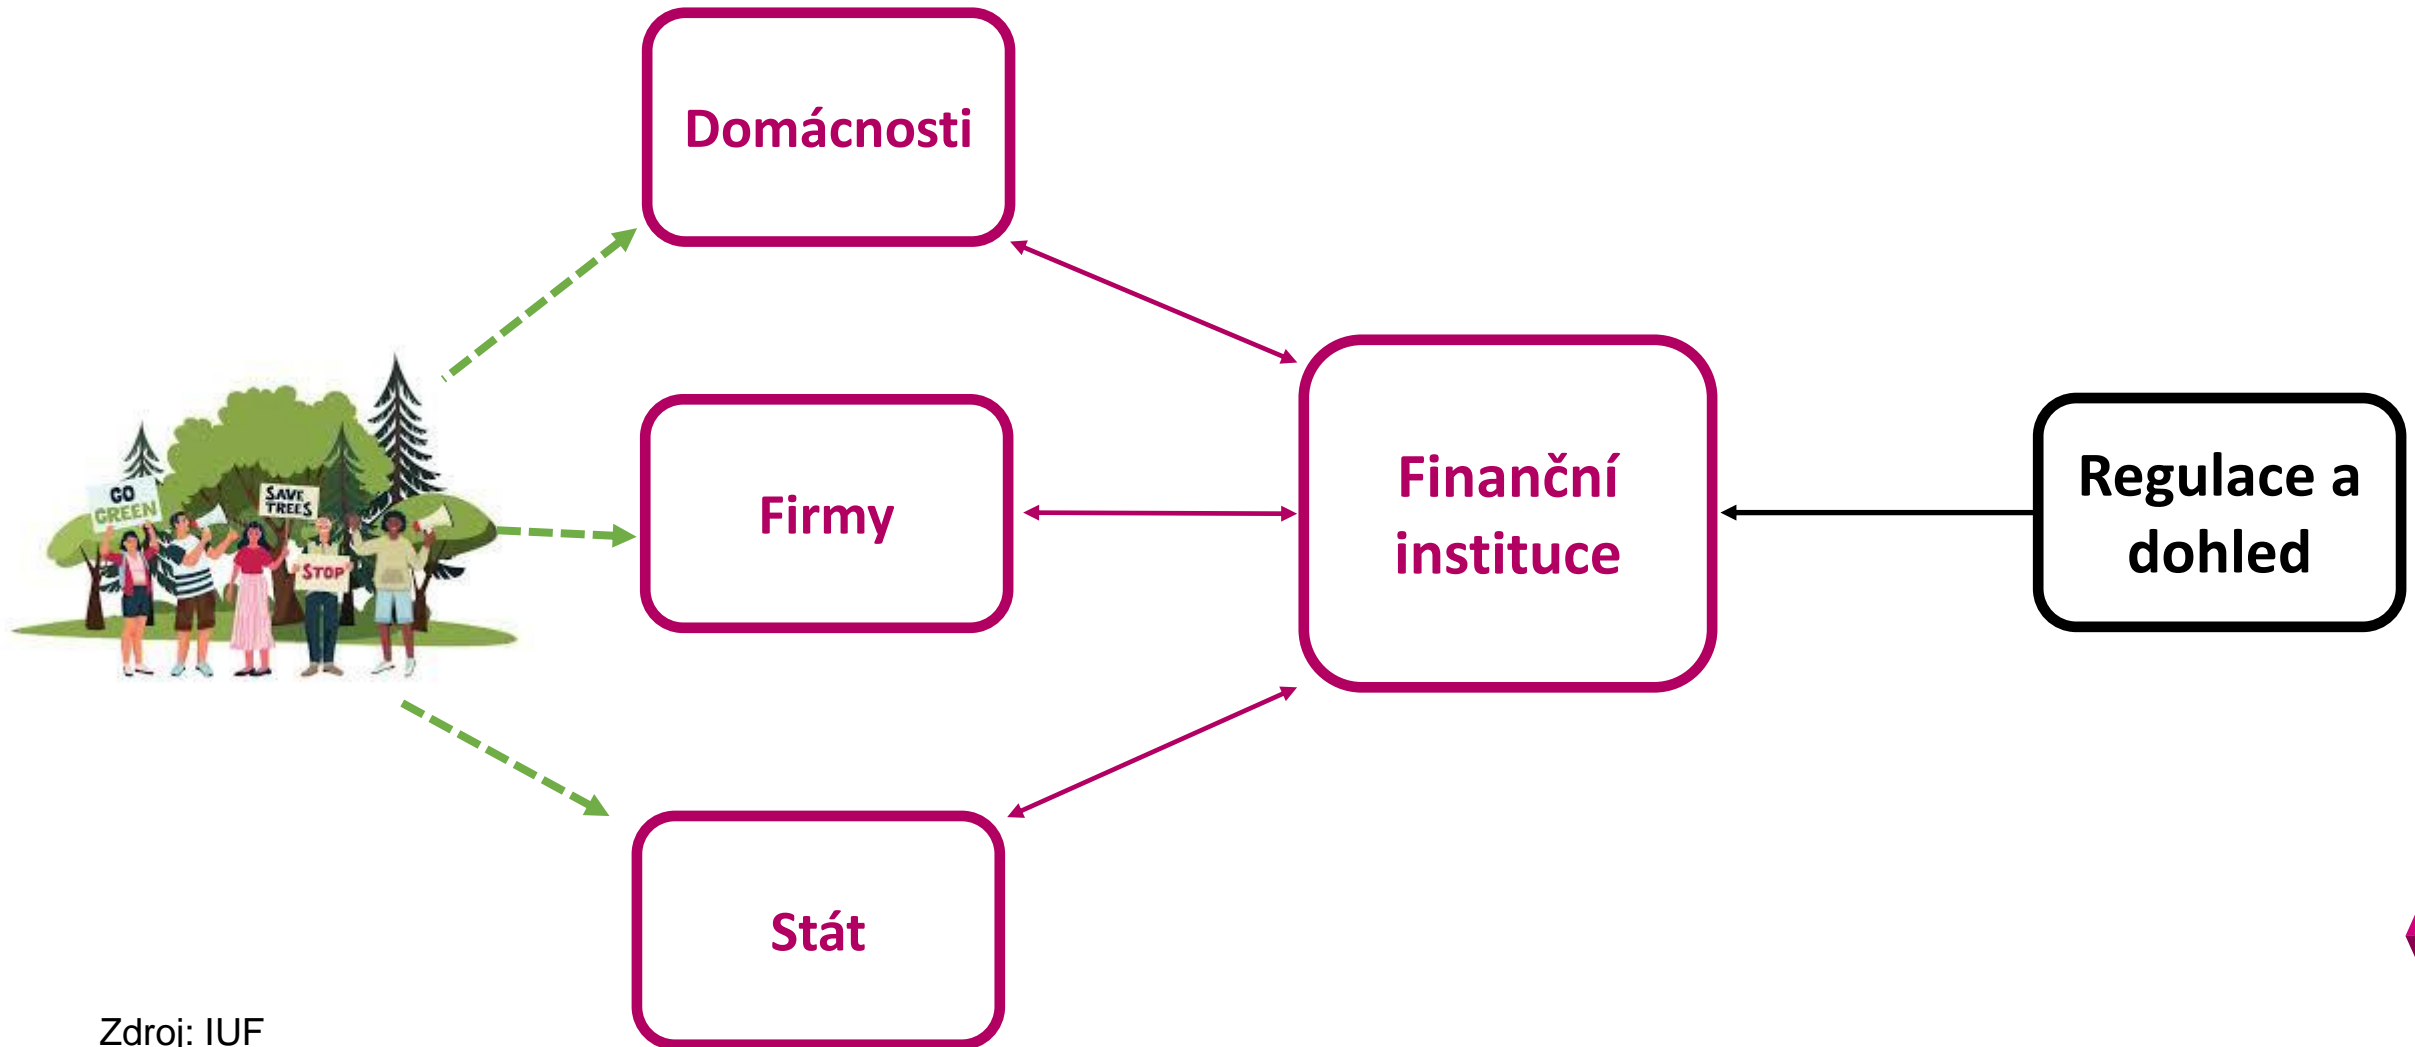 Domácnosti
GO
GREEN
SAVE
TREES
STOP
Firmy
Finanční
instituce
Regulace a
dohled
Stát
Zdroj: IUF